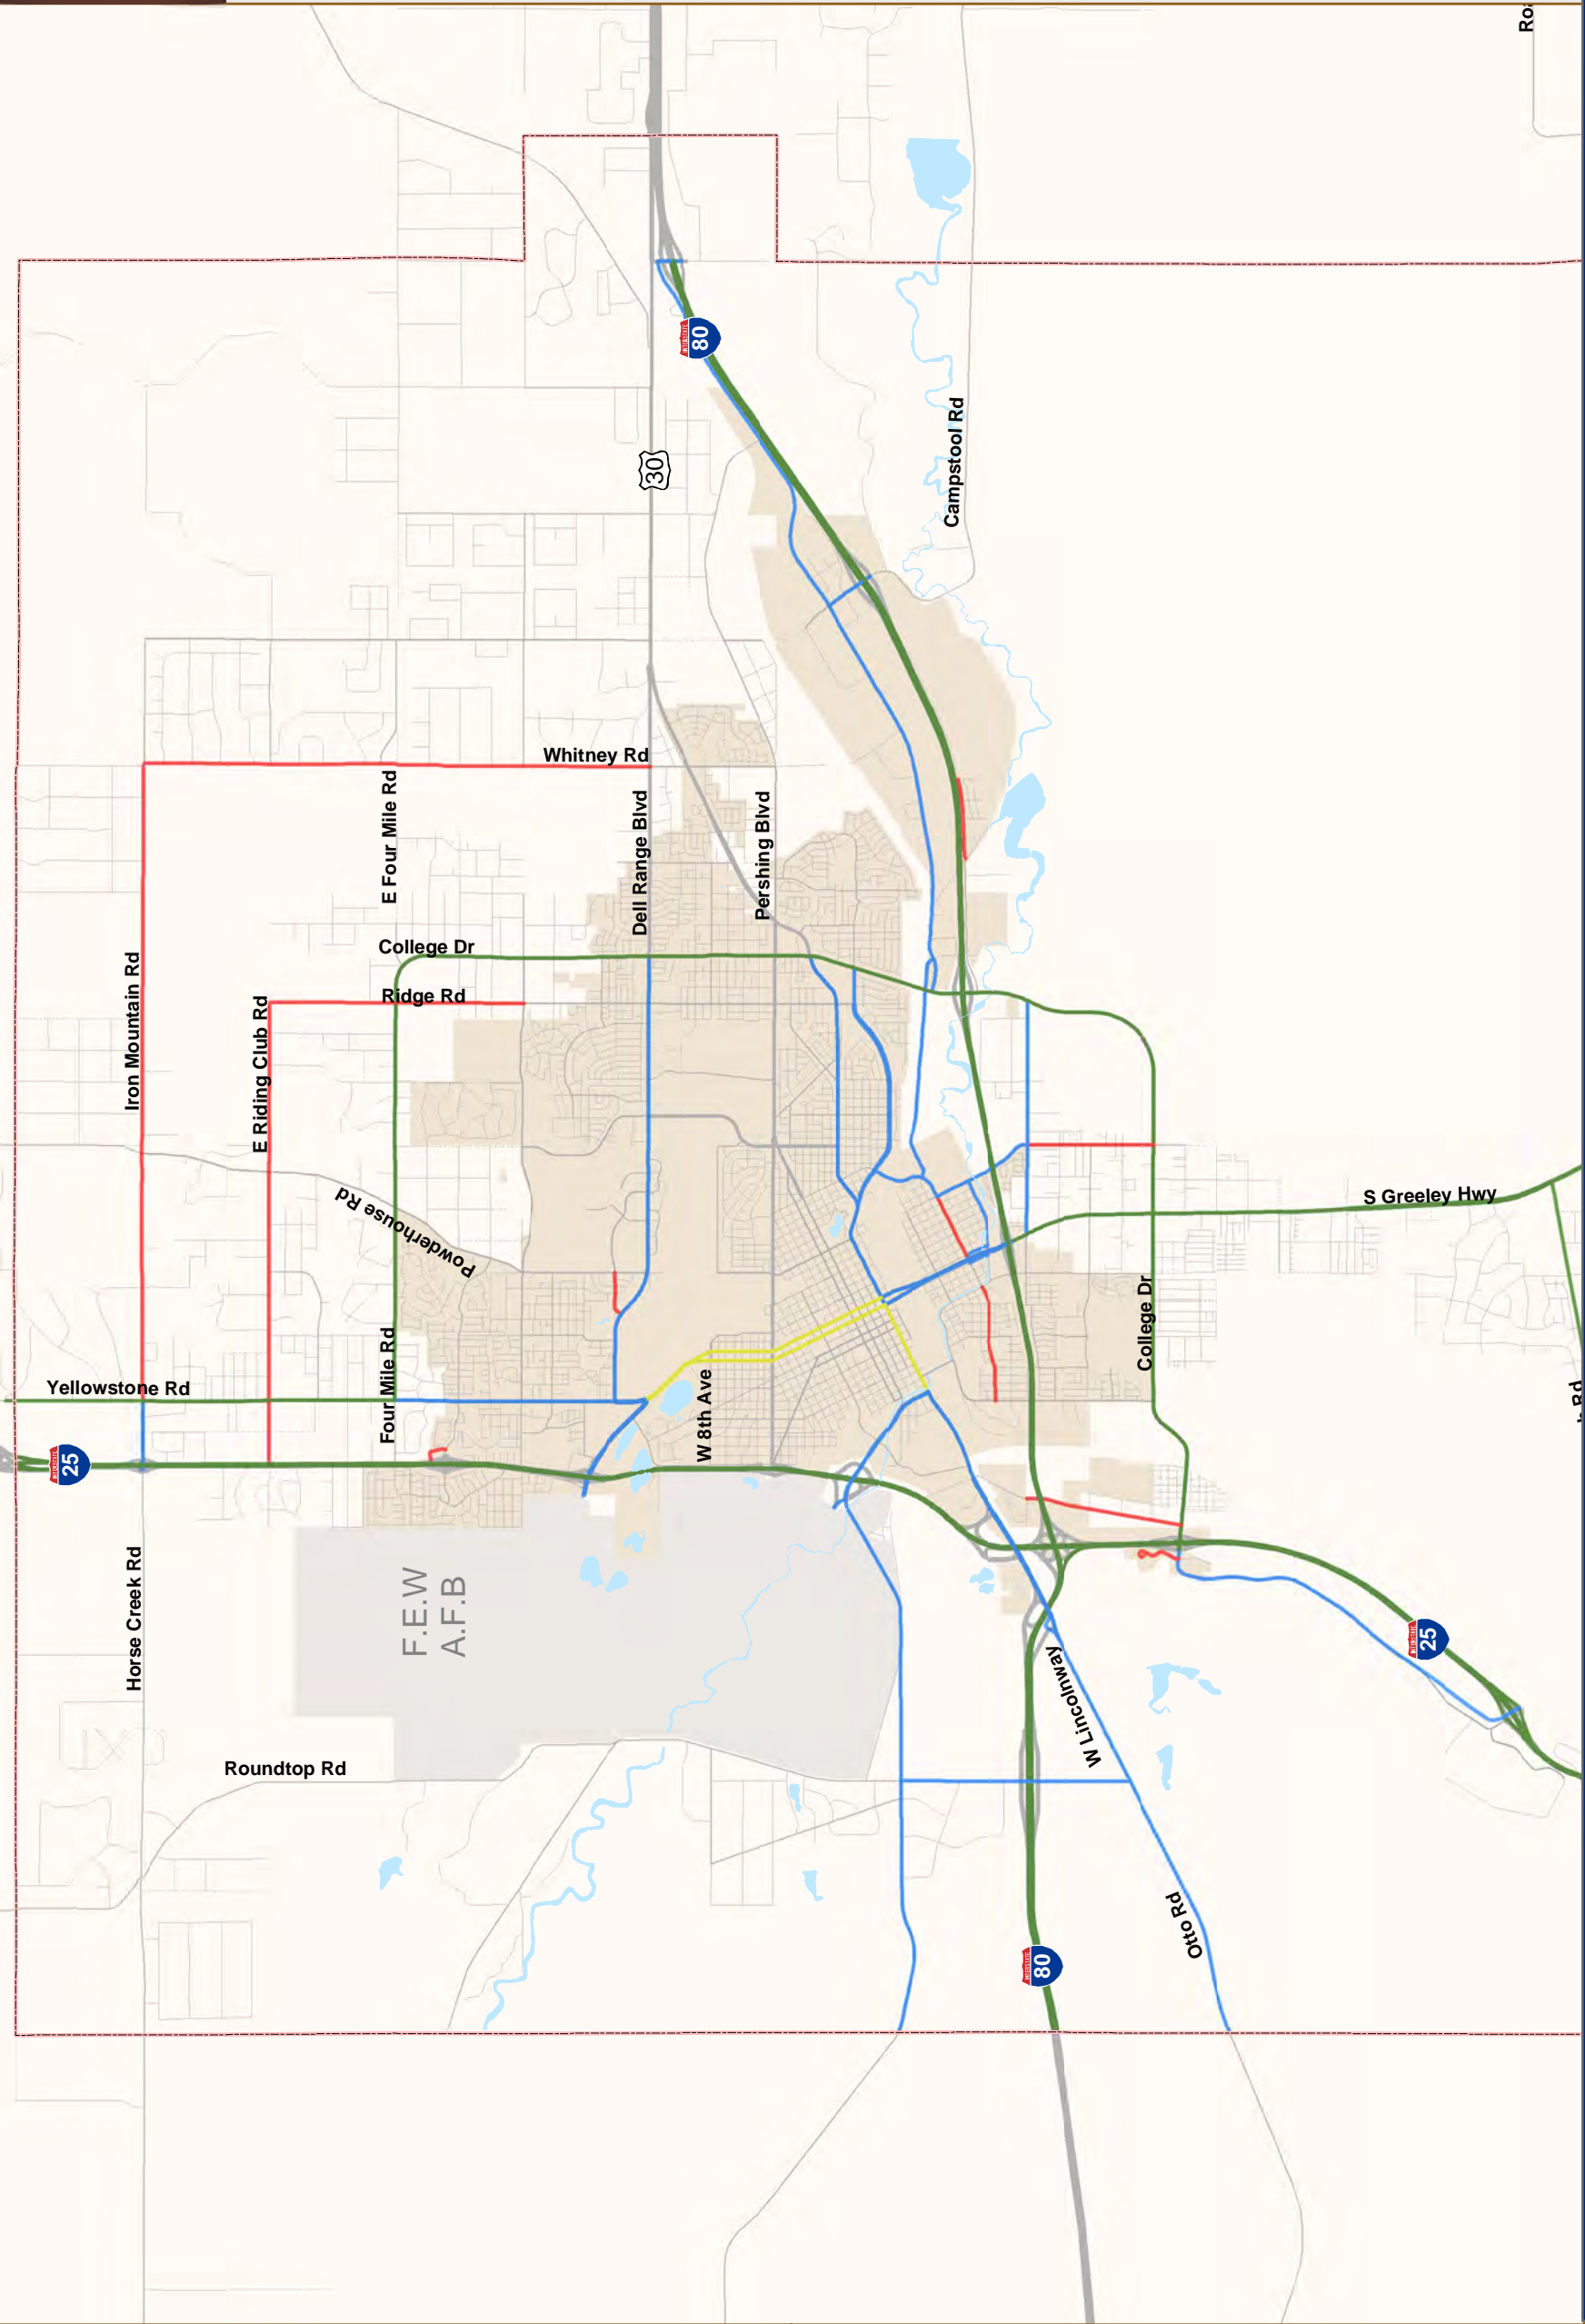 Roa
80
30
Campstool Rd
Whitney Rd
E Four Mile Rd
Dell Range Blvd
Pershing Blvd
College Dr
Ridge Rd
Iron Mountain Rd
E Riding Club Rd
Powderhouse Rd
S Greeley Hwy
College Dr
Yellowstone Rd
Four Mile Rd
W 8th Ave
25
Horse Creek Rd
F.E.W
A.F.B
25
W Lincolnway
Roundtop Rd
Otto Rd
80
Rd